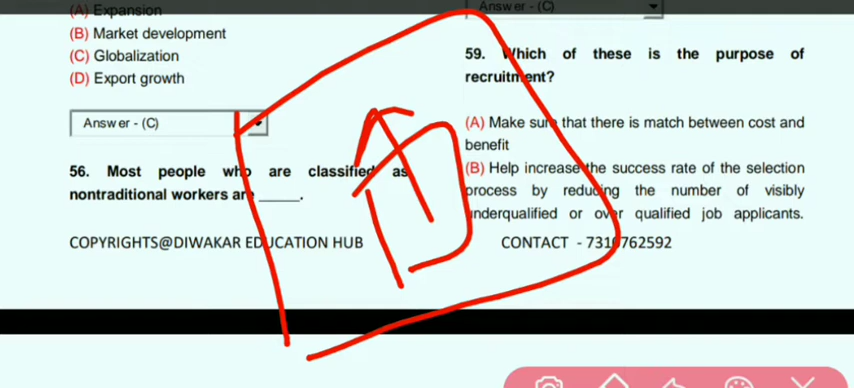 (A) Expansion
(B) Market development
(C) Globalization
(D) Export growth
Answer - (C)
56. Most people who are classified as
nontraditional workers are _____.
Answer - (C)
59. Which of these is the purpose of
recruitment?
(A) Make sure that there is match between cost and
benefit
(B) Help increase the success rate of the selection
process by reducing the number of visibly
underqualified or over qualified job applicants.
COPYRIGHTS@DIWAKAR EDUCATION HUB
CONTACT - 7310762592